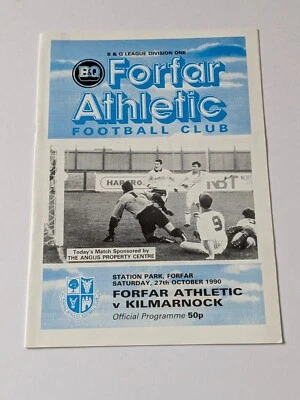 B & Q LEAGUE DIVISION ONE
B&Q
Forfar
Athletic
FOOTBALL CLUB
9
Today's Match Sponsored by
THE ANGUS PROPERTY CENTRE
STATION PARK, FORFAR
SATURDAY, 27th OCTOBER 1990
FORFAR ATHLETIC
v KILMARNOCK
Official Programme 50p